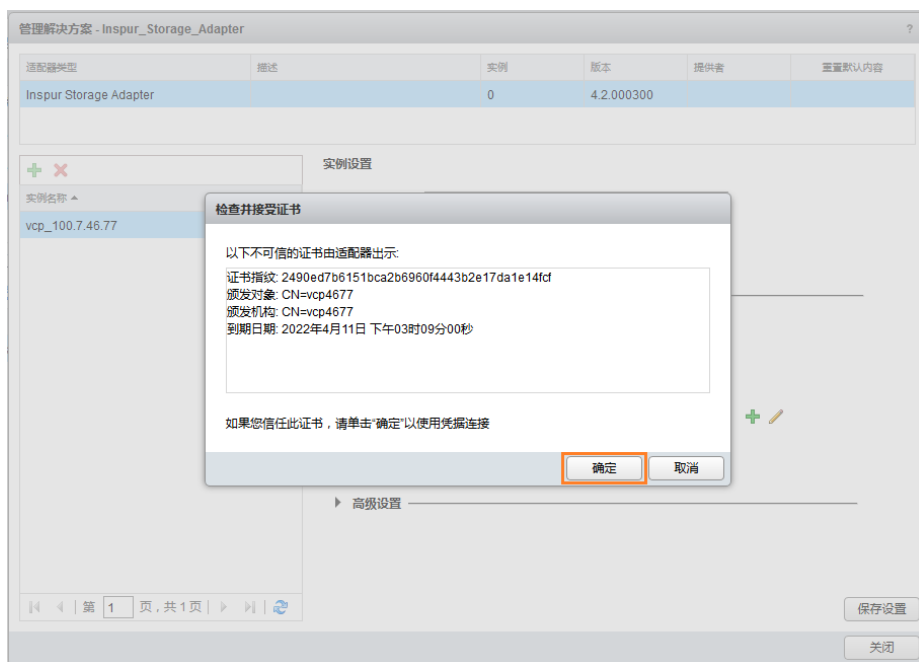 管理解决方案 - Inspur_Storage_Adapter ?
适配器类型 描述 实例 版本 提供者 重置默认内容
Inspur Storage Adapter 0 4.2.000300
实例设置
实例名称
vcp_100.7.46.77
检查并接受证书
以下不可信的证书由适配器出示:
证书指纹: 2490ed7b6151bca2b6960f4443b2e17da1e14fcf
颁发对象: CN=vcp4677
颁发机构: CN=vcp4677
到期日期: 2022年4月11日 下午03时09分00秒
如果您信任此证书，请单击“确定”以使用凭据连接
确定 取消
高级设置
第 1 页，共1页
保存设置
关闭